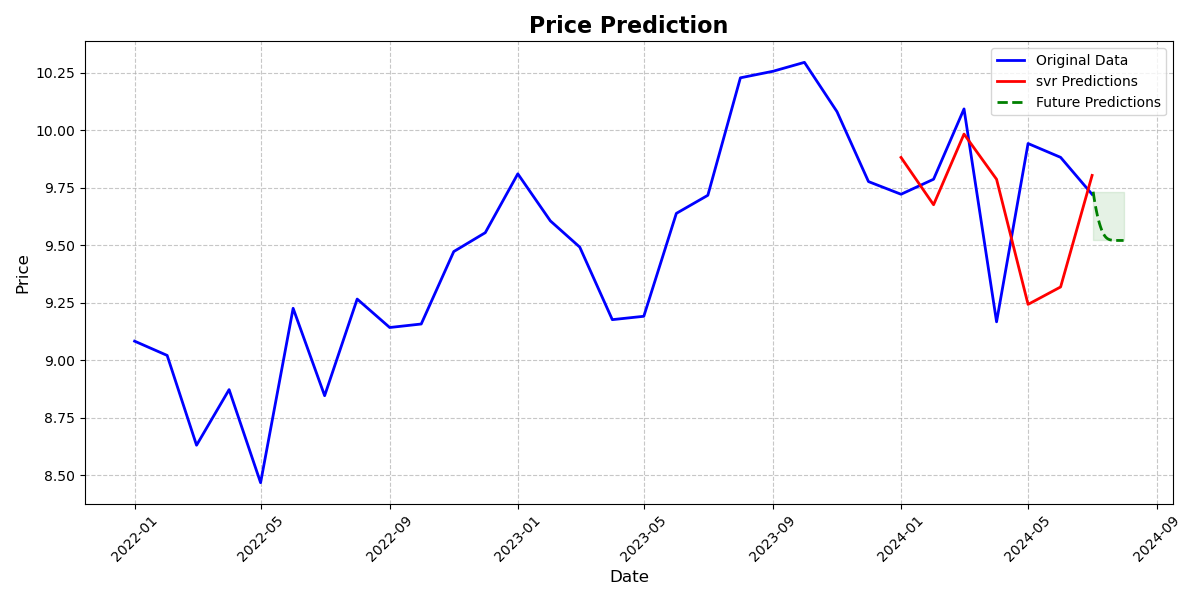 Price Prediction
Original Data
svr Predictions
Future Predictions
Price
10.25
10.00
9.75
9.50
9.25
9.00
8.75
8.50
2022-01
2022-05
2022-09
2023-01
2023-05
2023-09
2024-01
2024-05
2024-09
Date